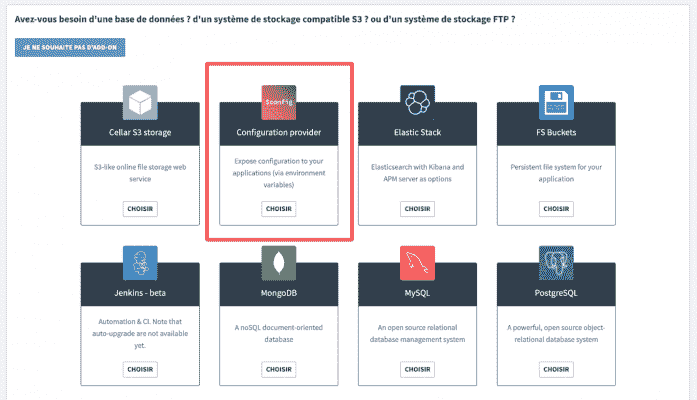 Avez-vous besoin d'une base de données ? d'un système de stockage compatible S3 ? ou d'un système de stockage FTP ?
JE NE SOUHAITE PAS D'ADD-ON
$config
Cellar S3 storage
Configuration provider
Elastic Stack
FS Buckets
S3-like online file storage web
service
Expose configuration to your
applications (via environment
variables)
Elasticsearch with Kibana and
APM server as options
Persistent file system for your
application
CHOISIR
CHOISIR
CHOISIR
CHOISIR
Jenkins - beta
MongoDB
MySQL
PostgreSQL
Automation & CI. Note that
auto-upgrade are not available
yet.
A noSQL document-oriented
database
An open source relational
database management system
A powerful, open source object-
relational database system
CHOISIR
CHOISIR
CHOISIR
CHOISIR